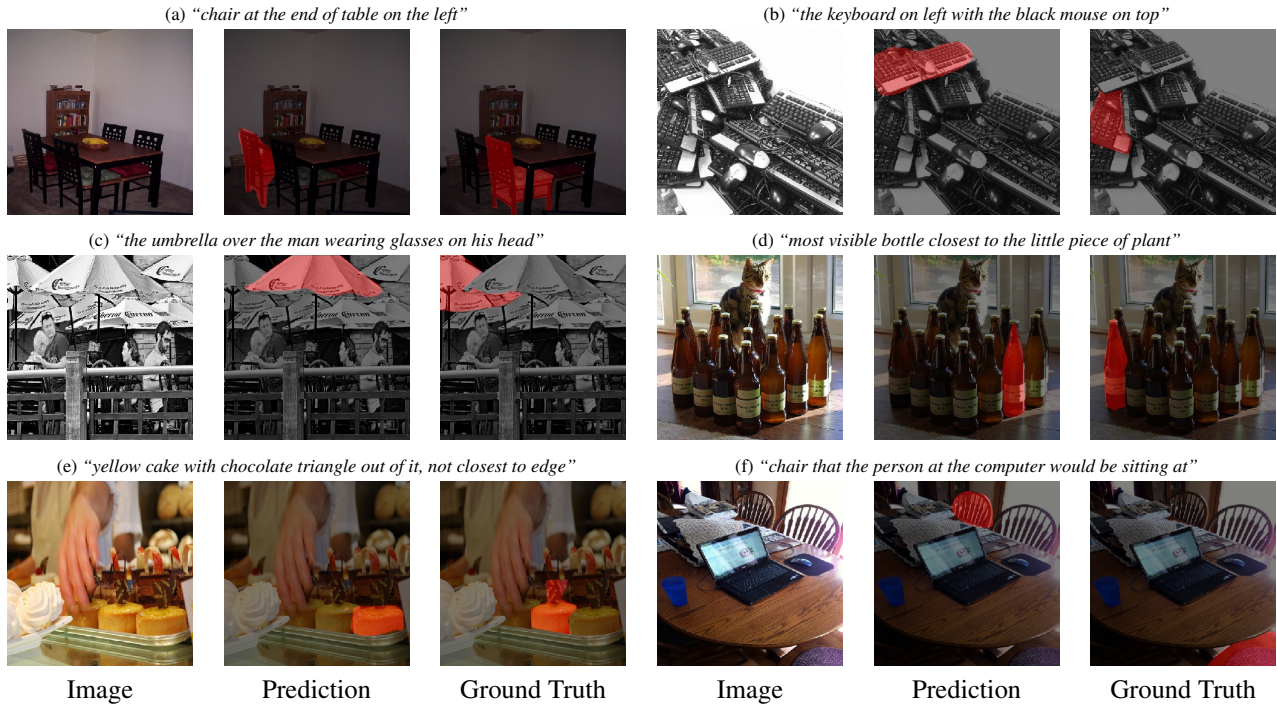 (a) “chair at the end of table on the left”
(b) “the keyboard on left with the black mouse on top”
(c) “the umbrella over the man wearing glasses on his head”
(d) “most visible bottle closest to the little piece of plant”
(e) “yellow cake with chocolate triangle out of it, not closest to edge”
(f) “chair that the person at the computer would be sitting at”
Image Prediction Ground Truth Image Prediction Ground Truth